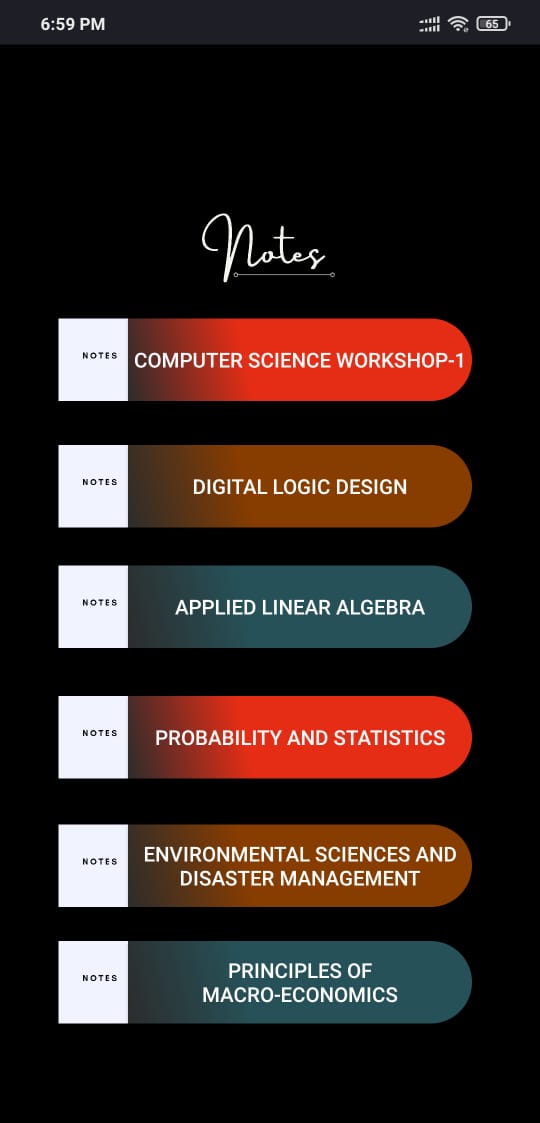 6:59 PM
65
Notes
NOTES
COMPUTER SCIENCE WORKSHOP-1
NOTES
DIGITAL LOGIC DESIGN
NOTES
APPLIED LINEAR ALGEBRA
NOTES
PROBABILITY AND STATISTICS
NOTES
ENVIRONMENTAL SCIENCES AND
DISASTER MANAGEMENT
NOTES
PRINCIPLES OF
MACRO-ECONOMICS